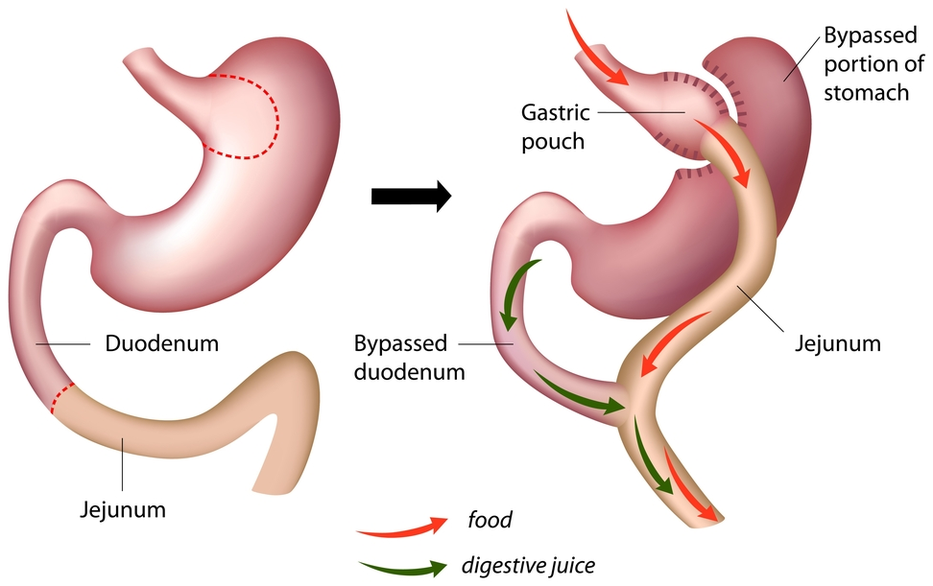 Duodenum
Jejunum
Bypassed
portion of
stomach
Gastric
pouch
Bypassed
duodenum
Jejunum
food
digestive juice